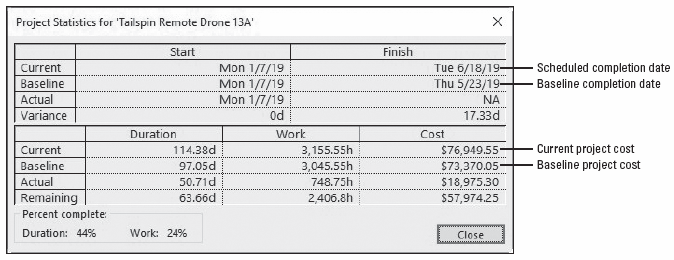 Project Statistics for 'Tailspin Remote Drone 13A'
Start Finish
Current Mon 1/7/19 Tue 6/18/19 Scheduled completion date
Baseline Mon 1/7/19 Thu 5/23/19 Baseline completion date
Actual Mon 1/7/19 NA
Variance 0d 17.33d
Duration Work Cost
Current 114.38d 3,155.55h $76,949.55 Current project cost
Baseline 97.05d 3,045.55h $73,370.05 Baseline project cost
Actual 50.71d 748.75h $18,975.30
Remaining 63.66d 2,406.8h $57,974.25
Percent complete:
Duration: 44% Work: 24% Close